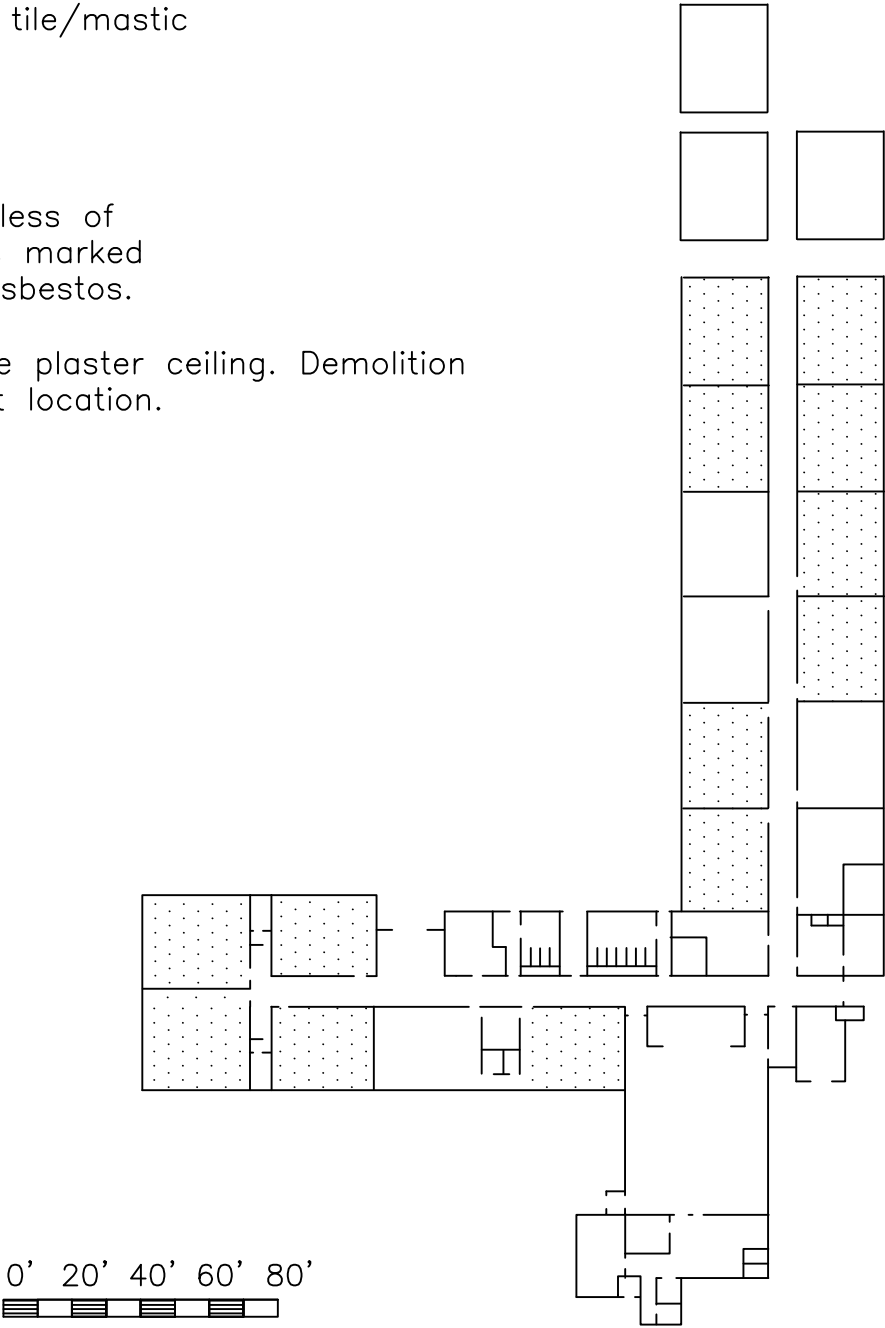 tile/mastic
less of
marked
sbestos.
e plaster ceiling. Demolition
t location.
0' 20' 40' 60' 80'